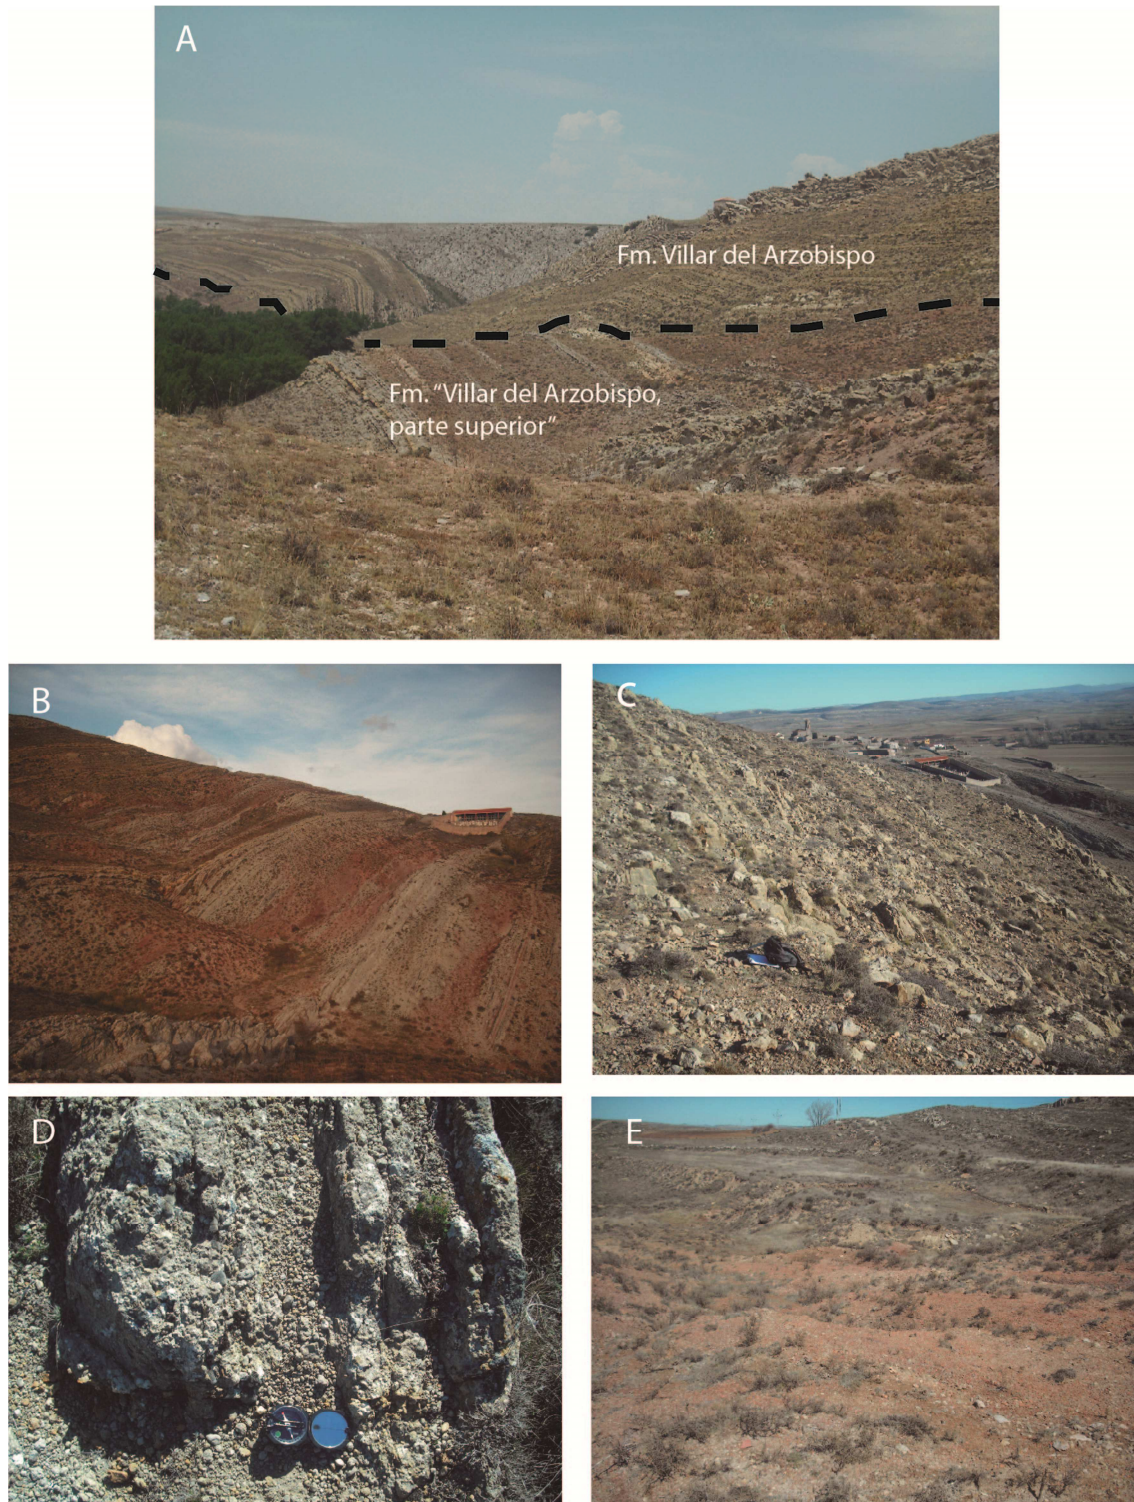 A
Fm. Villar del Arzobispo
Fm. "Villar del Arzobispo,
parte superior"
B
C
D
E